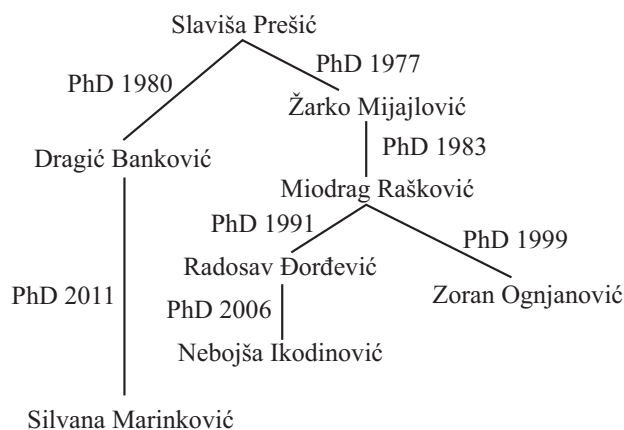 Slaviša Prešić
PhD 1980
PhD 1977
Žarko Mijajlović
Dragić Banković
PhD 1983
Miodrag Rašković
PhD 1991
PhD 1999
Radosav Đorđević
PhD 2011
PhD 2006
Zoran Ognjanović
Nebojša Ikodinović
Silvana Marinković